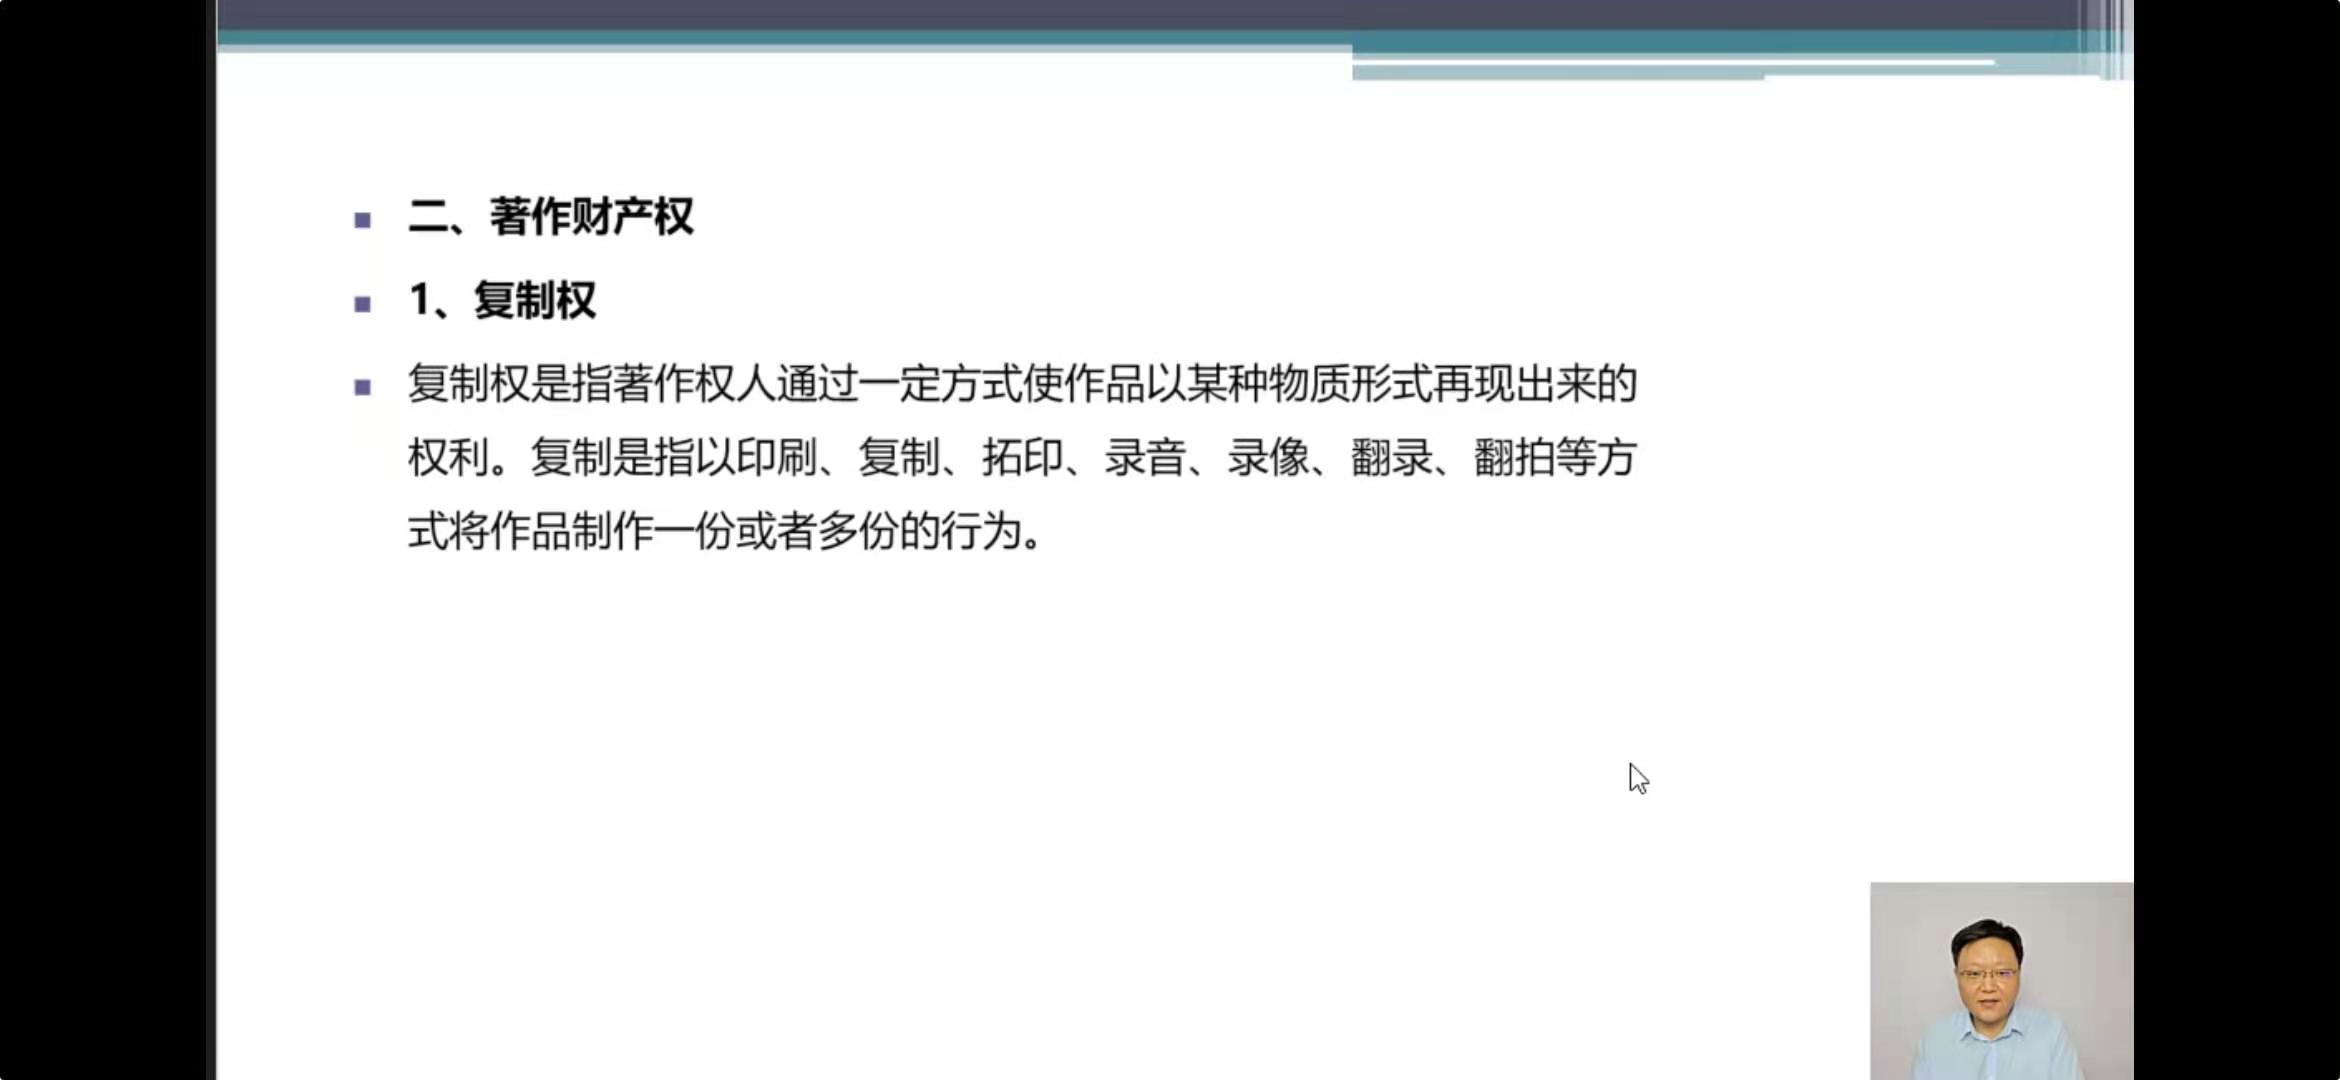 二、著作财产权
1、复制权
复制权是指著作权人通过一定方式使作品以某种物质形式再现出来的
权利。复制是指以印刷、复制、拓印、录音、录像、翻录、翻拍等方
式将作品制作一份或者多份的行为。